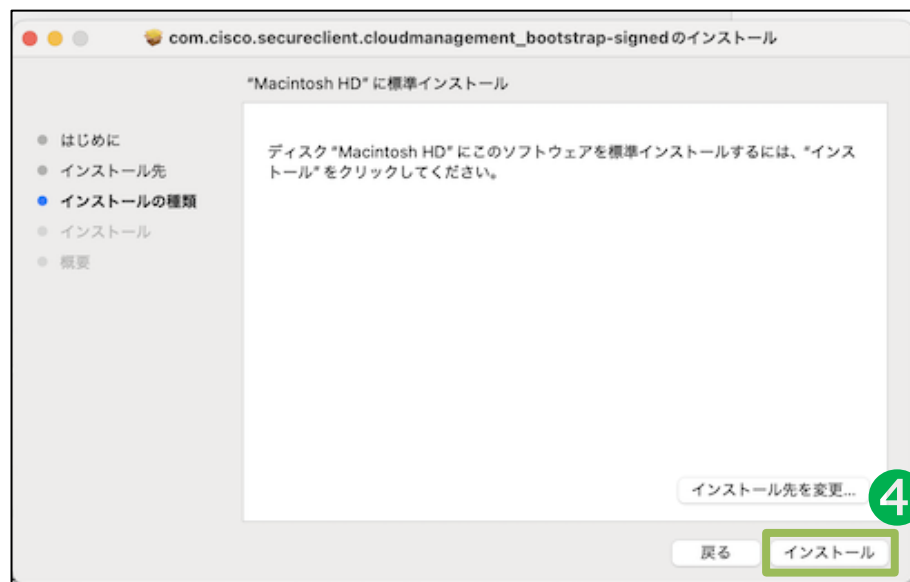 com.cisco.secureclient.cloudmanagement_bootstrap-signedのインストール
"Macintosh HD" に標準インストール
はじめに
インストール先
インストールの種類
インストール
概要
ディスク "Macintosh HD" にこのソフトウェアを標準インストールするには、"インス
トール" をクリックしてください。
インストール先を変更...
4
戻る
インストール